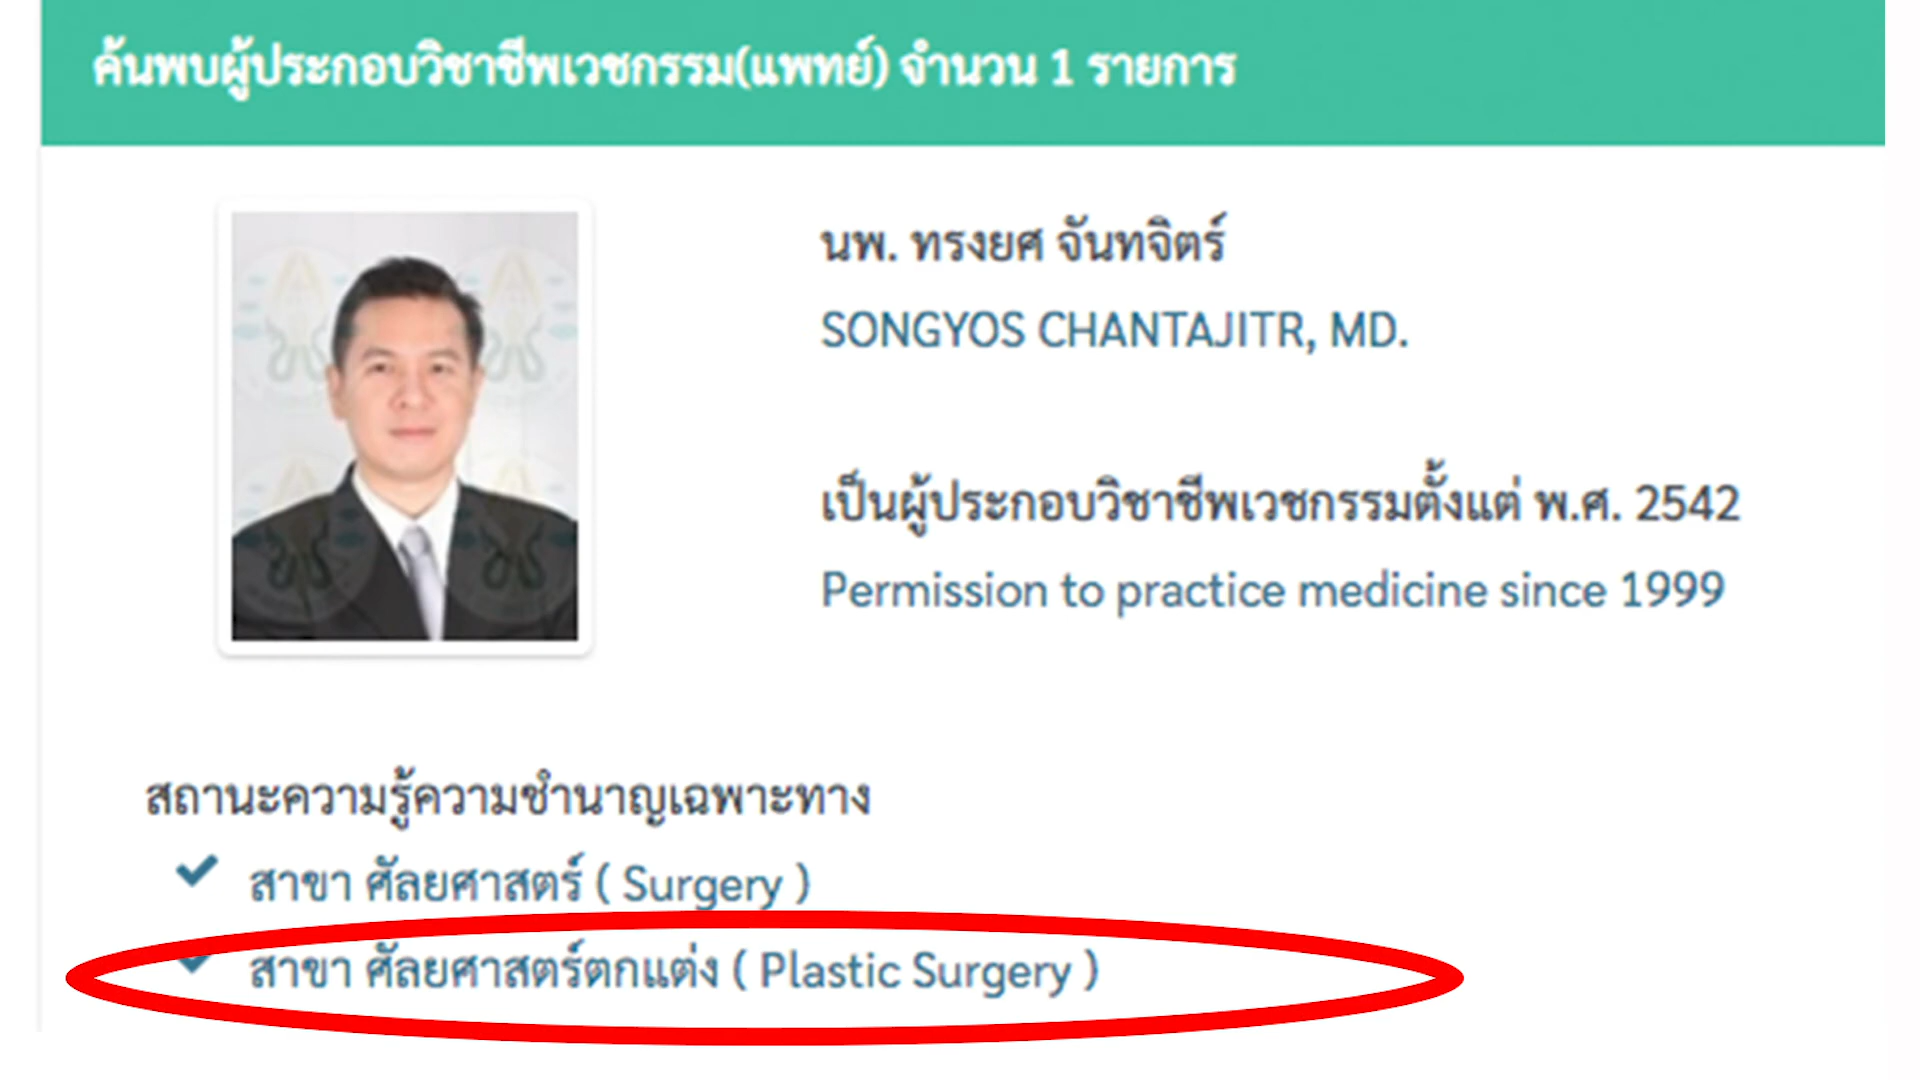 ค้นพบผู้ประกอบวิชาชีพเวชกรรม(แพทย์) จำนวน 1 รายการ
นพ. ทรงยศ จันทจิตร์
SONGYOS CHANTAJITR, MD.
เป็นผู้ประกอบวิชาชีพเวชกรรมตั้งแต่ พ.ศ. 2542
Permission to practice medicine since 1999
สถานะความรู้ความชำนาญเฉพาะทาง
สาขา ศัลยศาสตร์ ( Surgery )
สาขา ศัลยศาสตร์ตกแต่ง ( Plastic Surgery )